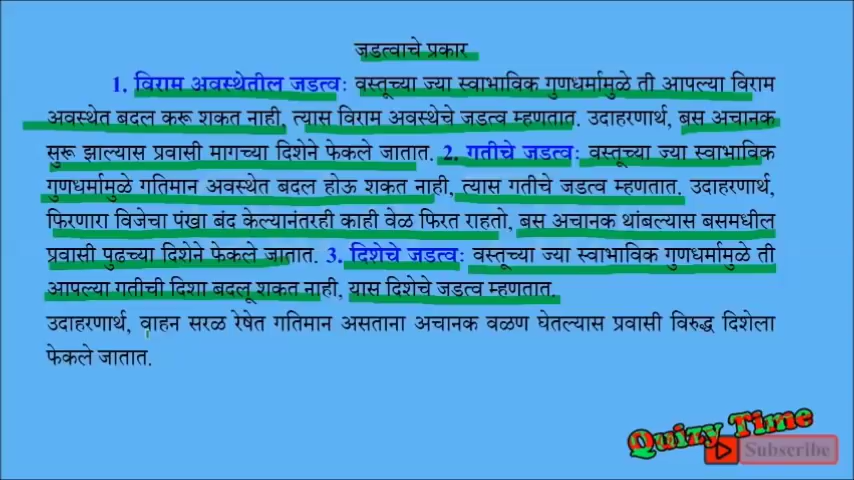 जडत्वाचे प्रकार
1. विराम अवस्थेतील जडत्व: वस्तूच्या ज्या स्वाभाविक गुणधर्मामुळे ती आपल्या विराम
अवस्थेत बदल करू शकत नाही, त्यास विराम अवस्थेचे जडत्व म्हणतात. उदाहरणार्थ, बस अचानक
सुरू झाल्यास प्रवासी मागच्या दिशेने फेकले जातात. 2. गतीचे जडत्व: वस्तूच्या ज्या स्वाभाविक
गुणधर्मामुळे गतिमान अवस्थेत बदल होऊ शकत नाही, त्यास गतीचे जडत्व म्हणतात. उदाहरणार्थ,
फिरणारा विजेचा पंखा बंद केल्यानंतरही काही वेळ फिरत राहतो, बस अचानक थांबल्यास बसमधील
प्रवासी पुढच्या दिशेने फेकले जातात. 3. दिशेचे जडत्व: वस्तूच्या ज्या स्वाभाविक गुणधर्मामुळे ती
आपल्या गतीची दिशा बदलू शकत नाही, यास दिशेचे जडत्व म्हणतात.
उदाहरणार्थ, वाहन सरळ रेषेत गतिमान असताना अचानक वळण घेतल्यास प्रवासी विरुद्ध दिशेला
फेकले जातात.
Quizy Time
Subscribe